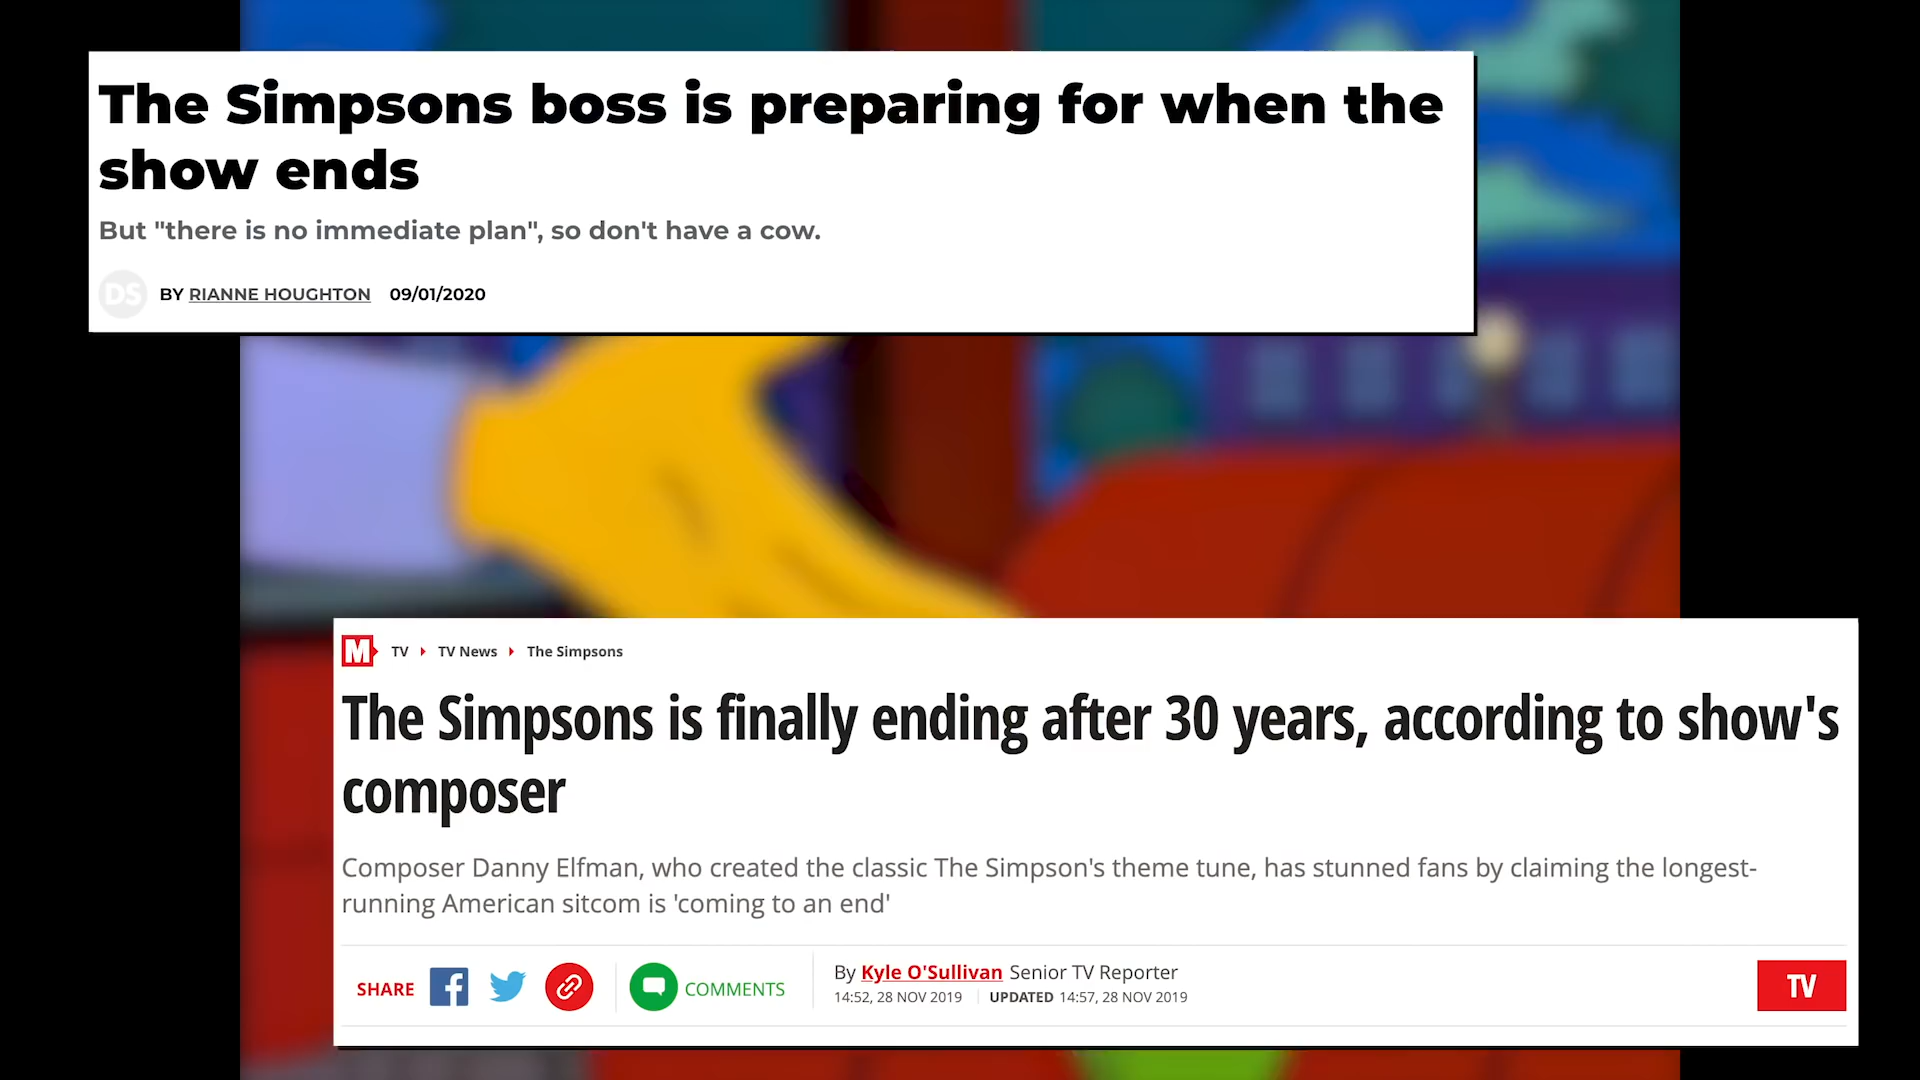 The Simpsons boss is preparing for when the
show ends
But "there is no immediate plan", so don't have a cow.
DS
BY RIANNE HOUGHTON 09/01/2020
M TV TV News The Simpsons
The Simpsons is finally ending after 30 years, according to show's
composer
Composer Danny Elfman, who created the classic The Simpson's theme tune, has stunned fans by claiming the longest-
running American sitcom is 'coming to an end'
SHARE COMMENTS
By Kyle O'Sullivan Senior TV Reporter
14:52, 28 NOV 2019 UPDATED 14:57, 28 NOV 2019
TV